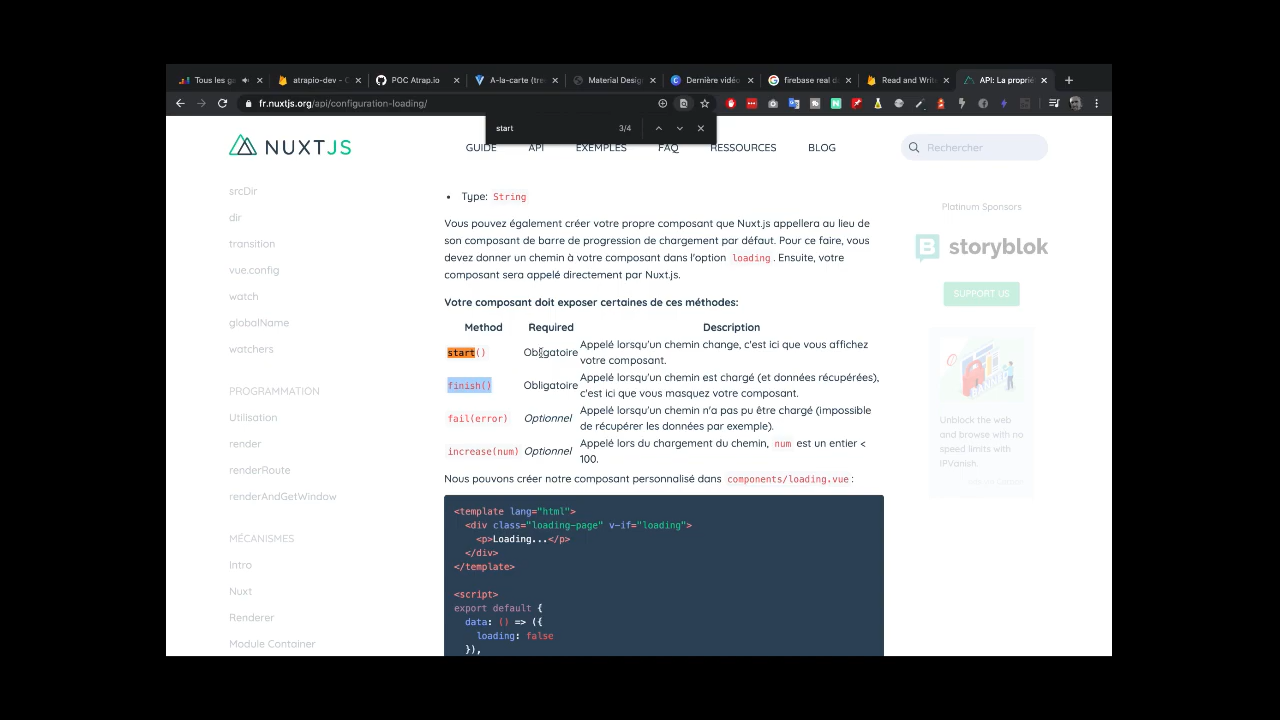 Tous les g
atrapio-dev - C
POC Atrap.io
A-la-carte (tre
Material Desig
Dernière vidéo
firebase real da
Read and Write
API: La proprié
fr.nuxtjs.org/api/configuration-loading/
start
3/4
NUXTJS
GUIDE
API
EXEMPLES
FAQ
RESSOURCES
BLOG
Rechercher
srcDir
dir
transition
vue.config
watch
globalName
watchers
PROGRAMMATION
Utilisation
render
renderRoute
renderAndGetWindow
MÉCANISMES
Intro
Nuxt
Renderer
Module Container
Type: String
Vous pouvez également créer votre propre composant que Nuxt.js appellera au lieu de
son composant de barre de progression de chargement par défaut. Pour ce faire, vous
devez donner un chemin à votre composant dans l'option loading. Ensuite, votre
composant sera appelé directement par Nuxt.js.
Votre composant doit exposer certaines de ces méthodes:
Method Required Description
start() Obligatoire Appelé lorsqu'un chemin change, c'est ici que vous affichez
votre composant.
finish() Obligatoire Appelé lorsqu'un chemin est chargé (et données récupérées),
c'est ici que vous masquez votre composant.
fail(error) Optionnel Appelé lorsqu'un chemin n'a pas pu être chargé (impossible
de récupérer les données par exemple).
increase(num) Optionnel Appelé lors du chargement du chemin, num est un entier <
100.
Nous pouvons créer notre composant personnalisé dans components/loading.vue:
<template lang="html">
<div class="loading-page" v-if="loading">
<p>Loading...</p>
</div>
</template>
<script>
export default {
data: () => ({
loading: false
}),
Platinum Sponsors
storyblok
SUPPORT US
Unblock the web
and browse with no
speed limits with
IPVanish.